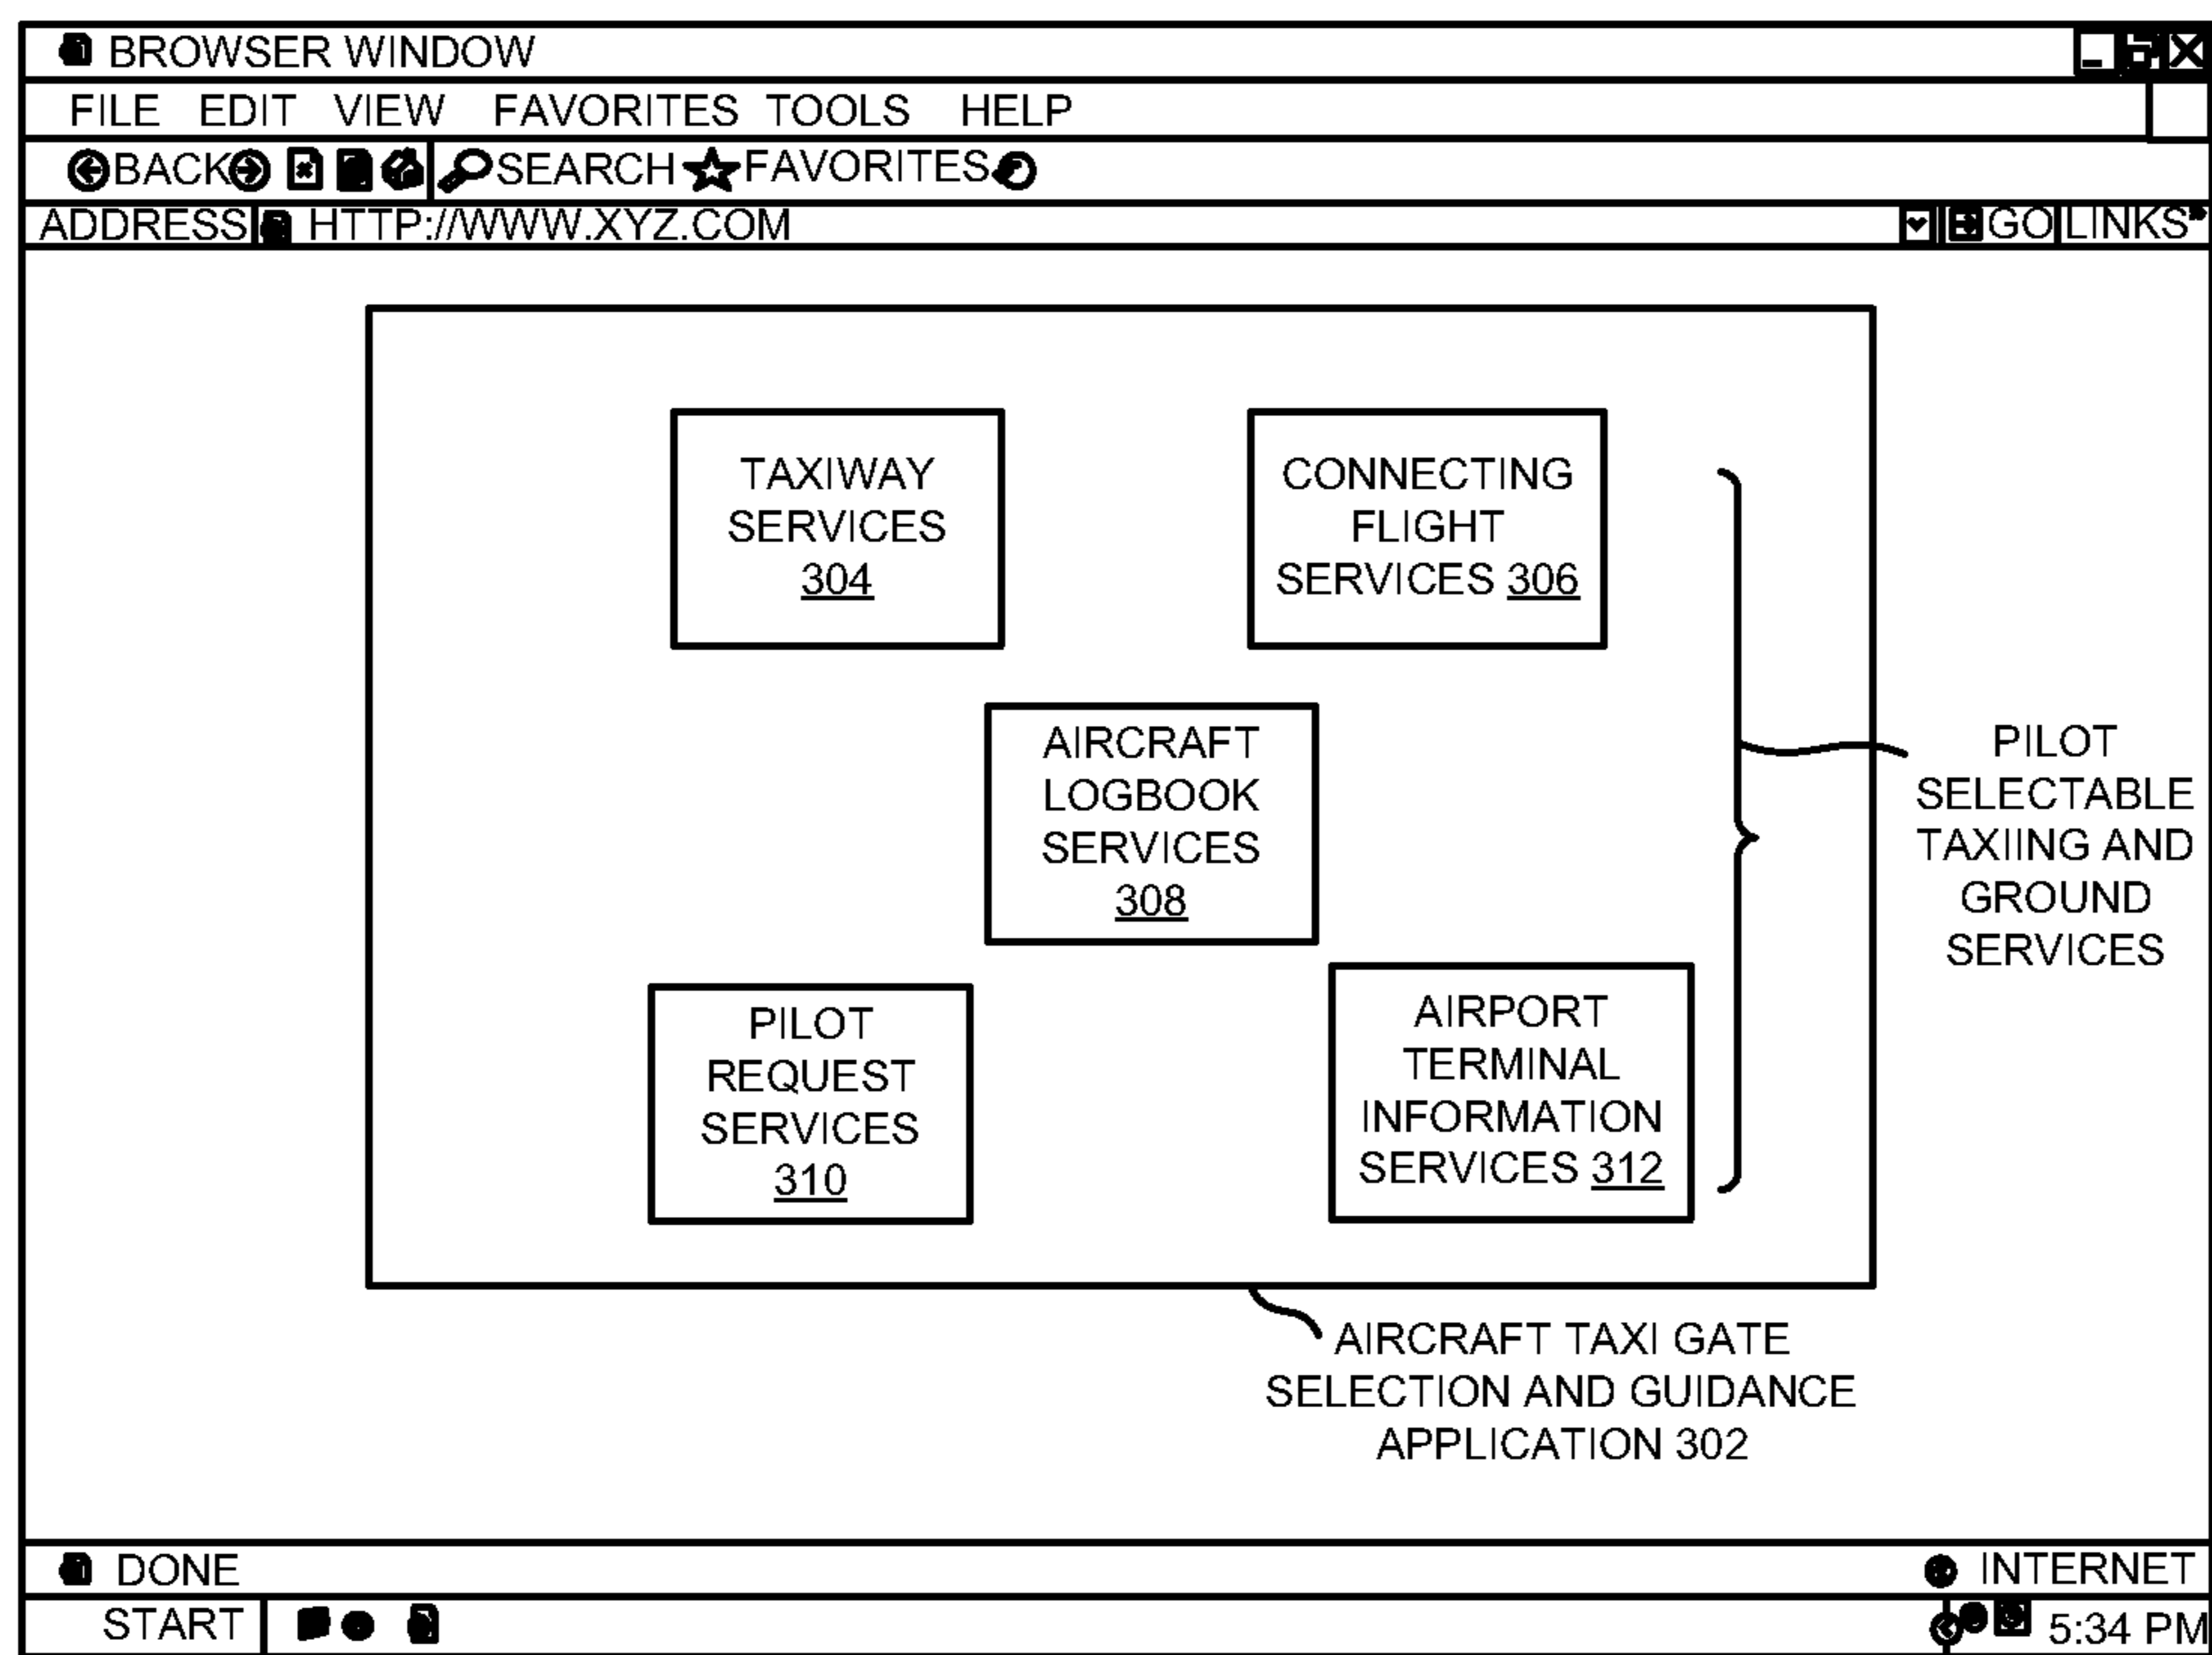 BROWSER WINDOW
FILE EDIT VIEW FAVORITES TOOLS HELP
BACK SEARCH FAVORITES
ADDRESS HTTP://WWW.XYZ.COM GO LINKS»
TAXIWAY
SERVICES
304
CONNECTING
FLIGHT
SERVICES 306
AIRCRAFT
LOGBOOK
SERVICES
308
PILOT
REQUEST
SERVICES
310
AIRPORT
TERMINAL
INFORMATION
SERVICES 312
PILOT
SELECTABLE
TAXIING AND
GROUND
SERVICES
AIRCRAFT TAXI GATE
SELECTION AND GUIDANCE
APPLICATION 302
DONE INTERNET
START 5:34 PM